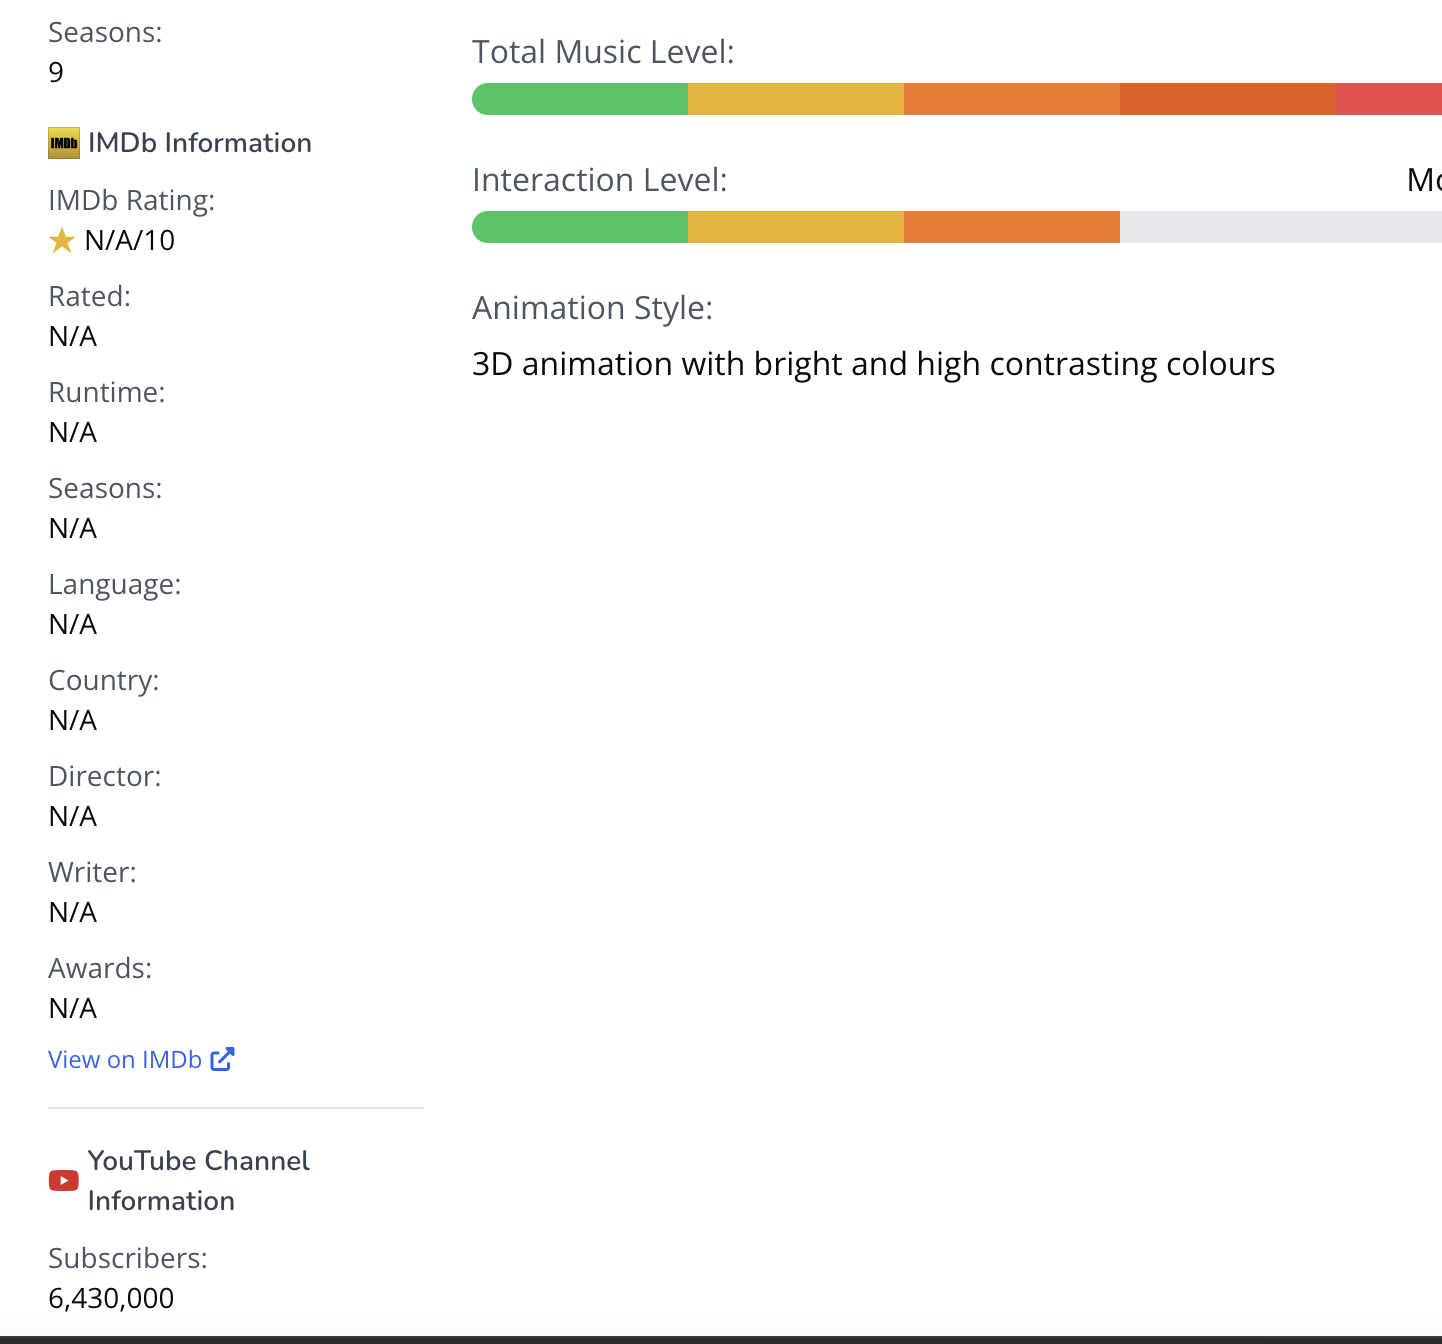 Seasons:
9
IMDb IMDb Information
IMDb Rating:
N/A/10
Rated:
N/A
Runtime:
N/A
Seasons:
N/A
Language:
N/A
Country:
N/A
Director:
N/A
Writer:
N/A
Awards:
N/A
View on IMDb
YouTube Channel
Information
Subscribers:
6,430,000
Total Music Level:
Interaction Level:
Animation Style:
3D animation with bright and high contrasting colours